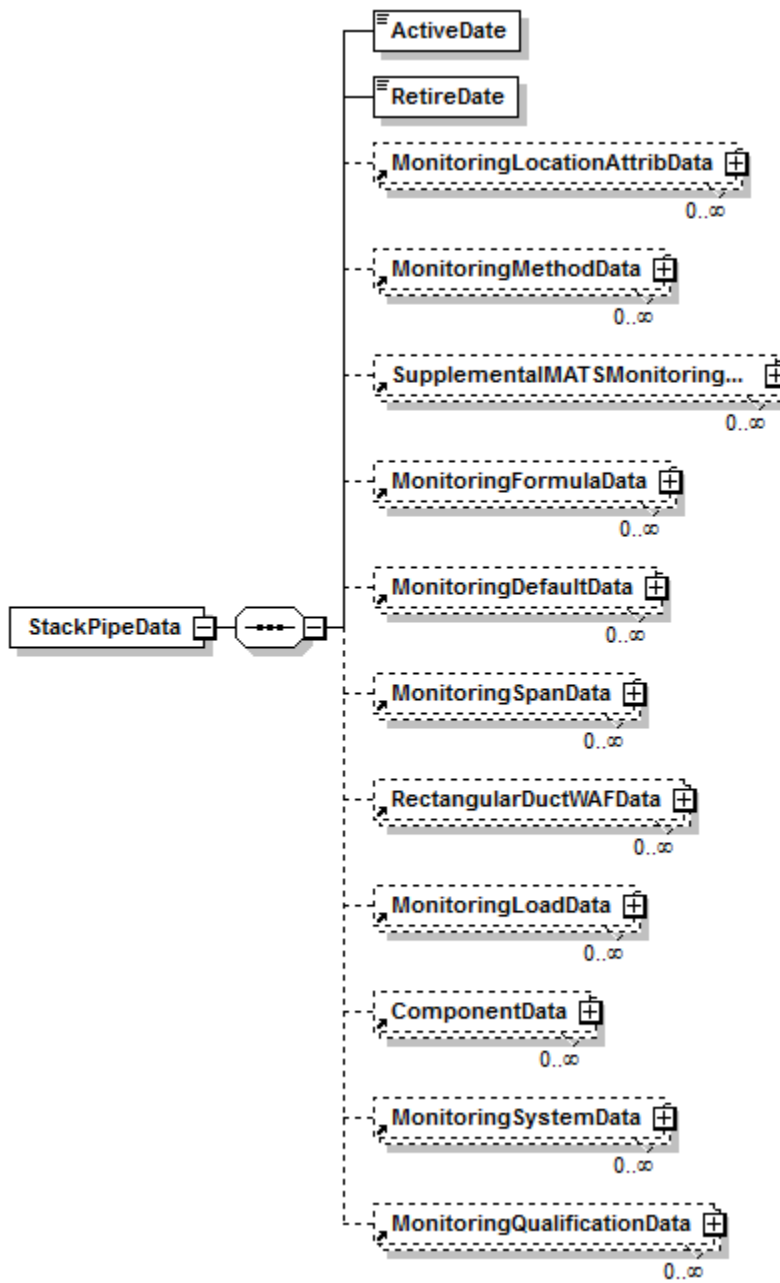 ActiveDate
RetireDate
MonitoringLocationAttribData
0..∞
MonitoringMethodData
0..∞
SupplementalMATSMonitoring...
0..∞
MonitoringFormulaData
0..∞
MonitoringDefaultData
0..∞
StackPipeData
MonitoringSpanData
0..∞
RectangularDuctWAFData
0..∞
MonitoringLoadData
0..∞
ComponentData
0..∞
MonitoringSystemData
0..∞
MonitoringQualificationData
0..∞